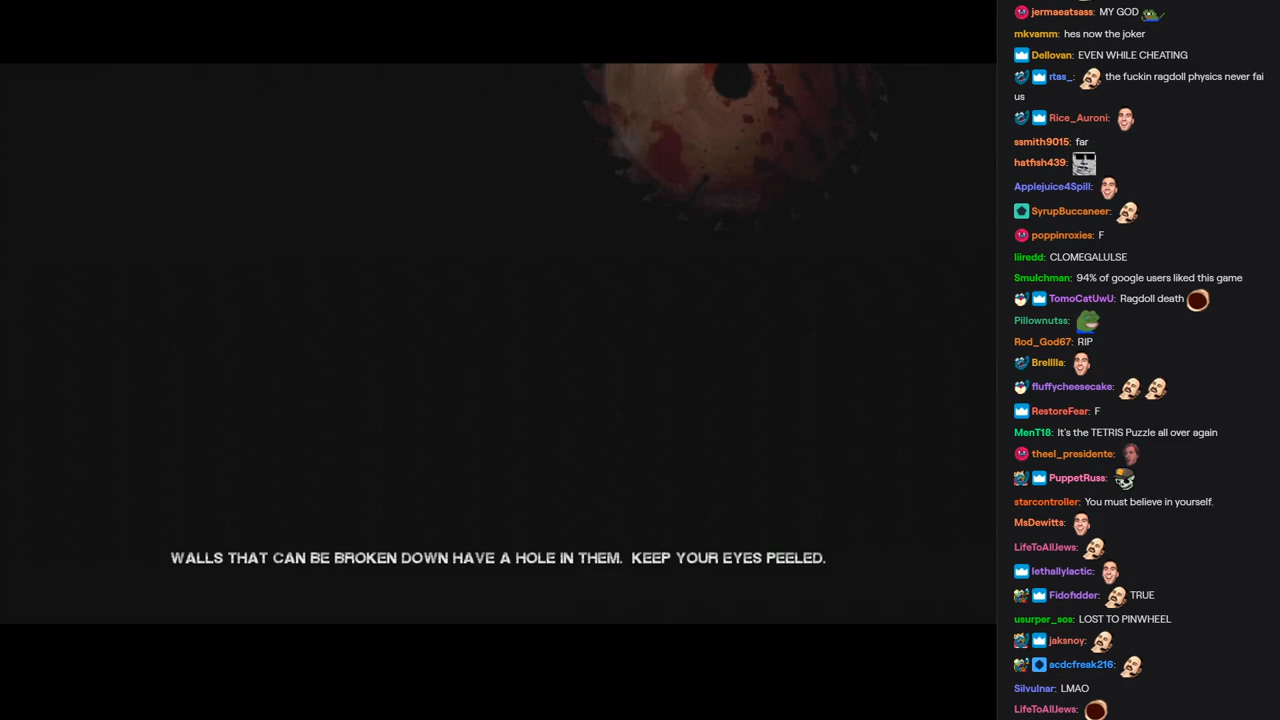 jermaeatsass: MY GOD
mkvamm: hes now the joker
Dellovan: EVEN WHILE CHEATING
rtas_: the fuckin ragdoll physics never fai
us
Rice_Auroni:
ssmith9015: far
hatfish439:
Applejuice4Spill:
SyrupBuccaneer:
poppinroxies: F
liiredd: CLOMEGALULSE
Smulchman: 94% of google users liked this game
TomoCatUwU: Ragdoll death
Pillownutss:
Rod_God67: RIP
Brelllla:
fluffycheesecake:
RestoreFear: F
MenT18: It's the TETRIS Puzzle all over again
theel_presidente:
PuppetRuss:
starcontroller: You must believe in yourself.
MsDewitts:
LifeToAllJews:
lethallylactic:
Fidofidder: TRUE
usurper_sos: LOST TO PINWHEEL
jaksnoy:
acdcfreak216:
Silvulnar: LMAO
LifeToAllJews:
WALLS THAT CAN BE BROKEN DOWN HAVE A HOLE IN THEM. KEEP YOUR EYES PEELED.